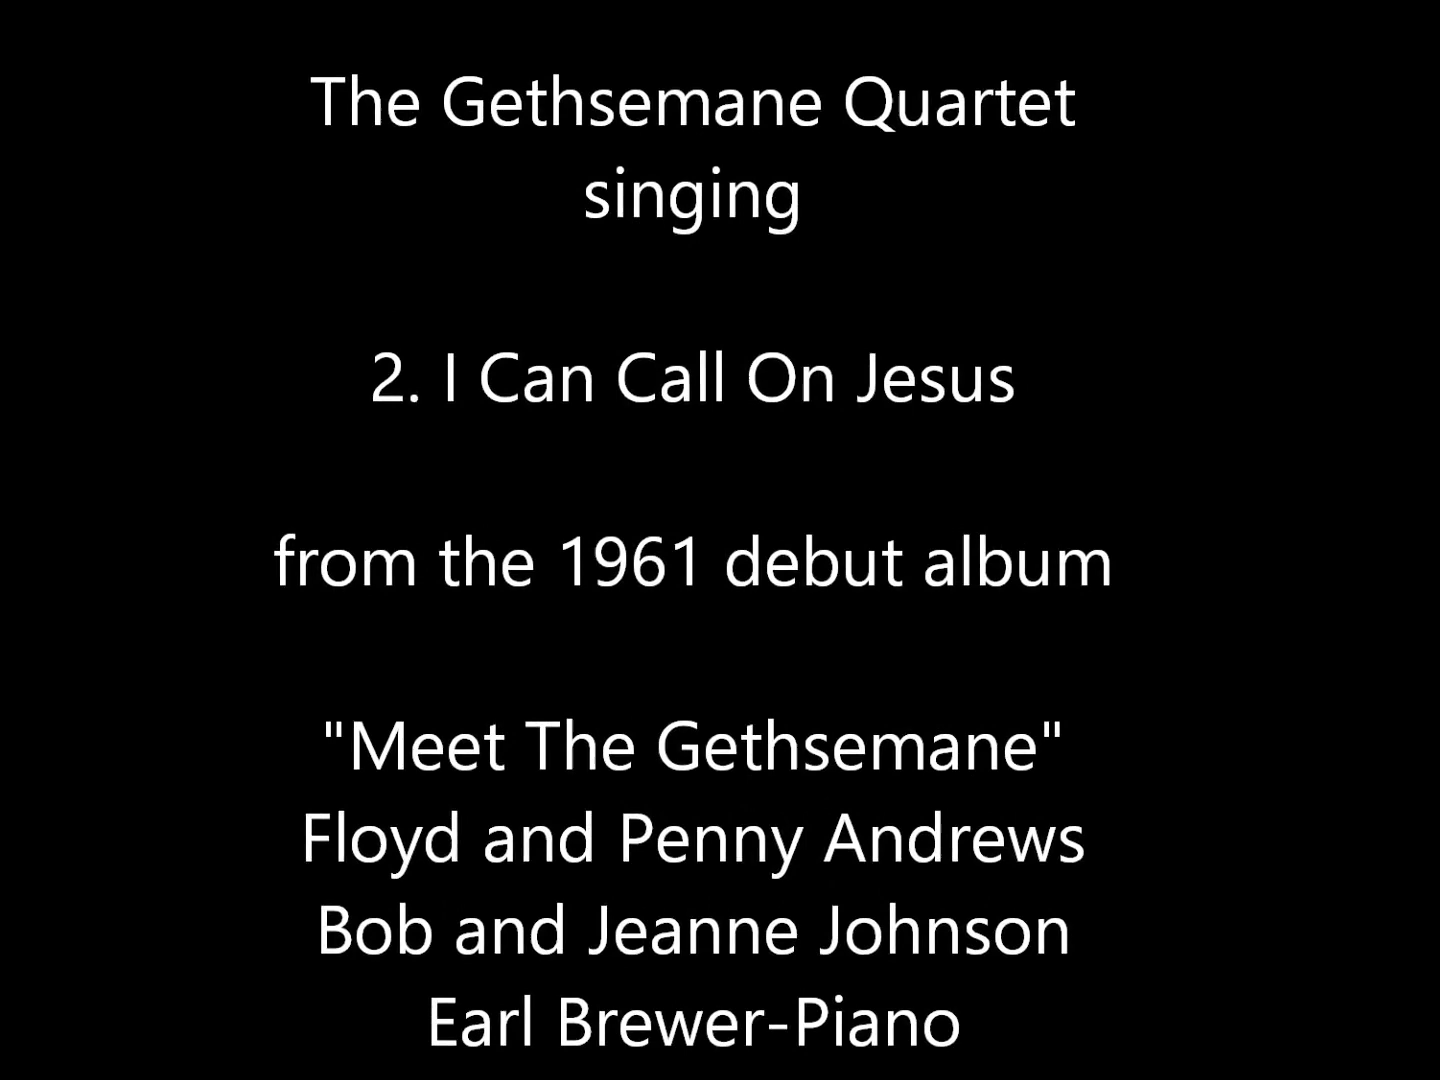 The Gethsemane Quartet
singing
2. I Can Call On Jesus
from the 1961 debut album
"Meet The Gethsemane"
Floyd and Penny Andrews
Bob and Jeanne Johnson
Earl Brewer-Piano